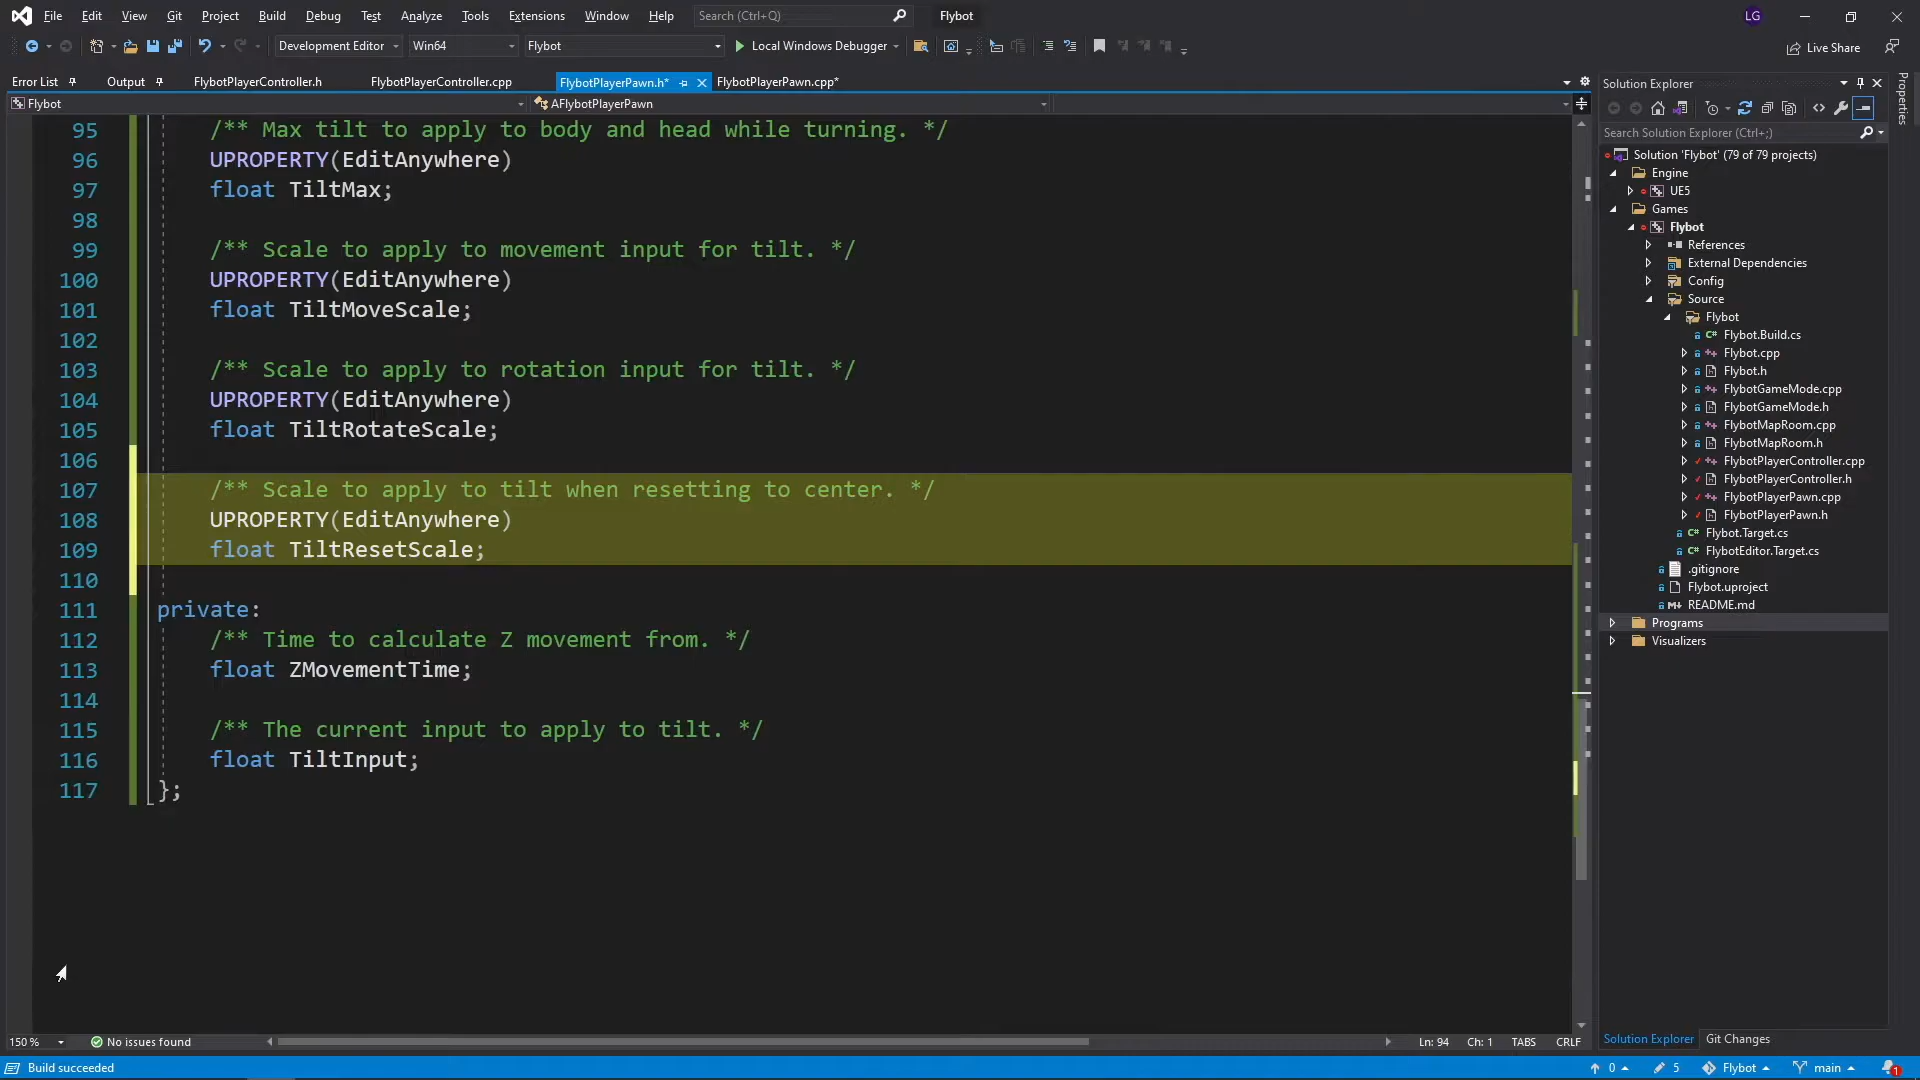 File Edit View Git Project Build Debug Test Analyze Tools Extensions Window Help Search (Ctrl+Q) Flybot LG
Development Editor Win64 Flybot Local Windows Debugger Live Share
Error List Output FlybotPlayerController.h FlybotPlayerController.cpp FlybotPlayerPawn.h* FlybotPlayerPawn.cpp*
Flybot AFlybotPlayerPawn
95 /** Max tilt to apply to body and head while turning. */
96 UPROPERTY(EditAnywhere)
97 float TiltMax;
98
99 /** Scale to apply to movement input for tilt. */
100 UPROPERTY(EditAnywhere)
101 float TiltMoveScale;
102
103 /** Scale to apply to rotation input for tilt. */
104 UPROPERTY(EditAnywhere)
105 float TiltRotateScale;
106
107 /** Scale to apply to tilt when resetting to center. */
108 UPROPERTY(EditAnywhere)
109 float TiltResetScale;
110
111 private:
112 /** Time to calculate Z movement from. */
113 float ZMovementTime;
114
115 /** The current input to apply to tilt. */
116 float TiltInput;
117 };
150 % No issues found Ln: 94 Ch: 1 TABS CRLF
Solution Explorer
Search Solution Explorer (Ctrl+;)
Solution 'Flybot' (79 of 79 projects)
Engine
UE5
Games
Flybot
References
External Dependencies
Config
Source
Flybot
Flybot.Build.cs
Flybot.cpp
Flybot.h
FlybotGameMode.cpp
FlybotGameMode.h
FlybotMapRoom.cpp
FlybotMapRoom.h
FlybotPlayerController.cpp
FlybotPlayerController.h
FlybotPlayerPawn.cpp
FlybotPlayerPawn.h
Flybot.Target.cs
FlybotEditor.Target.cs
.gitignore
Flybot.uproject
README.md
Programs
Visualizers
Solution Explorer Git Changes
Properties
Build succeeded 0 5 Flybot main 1